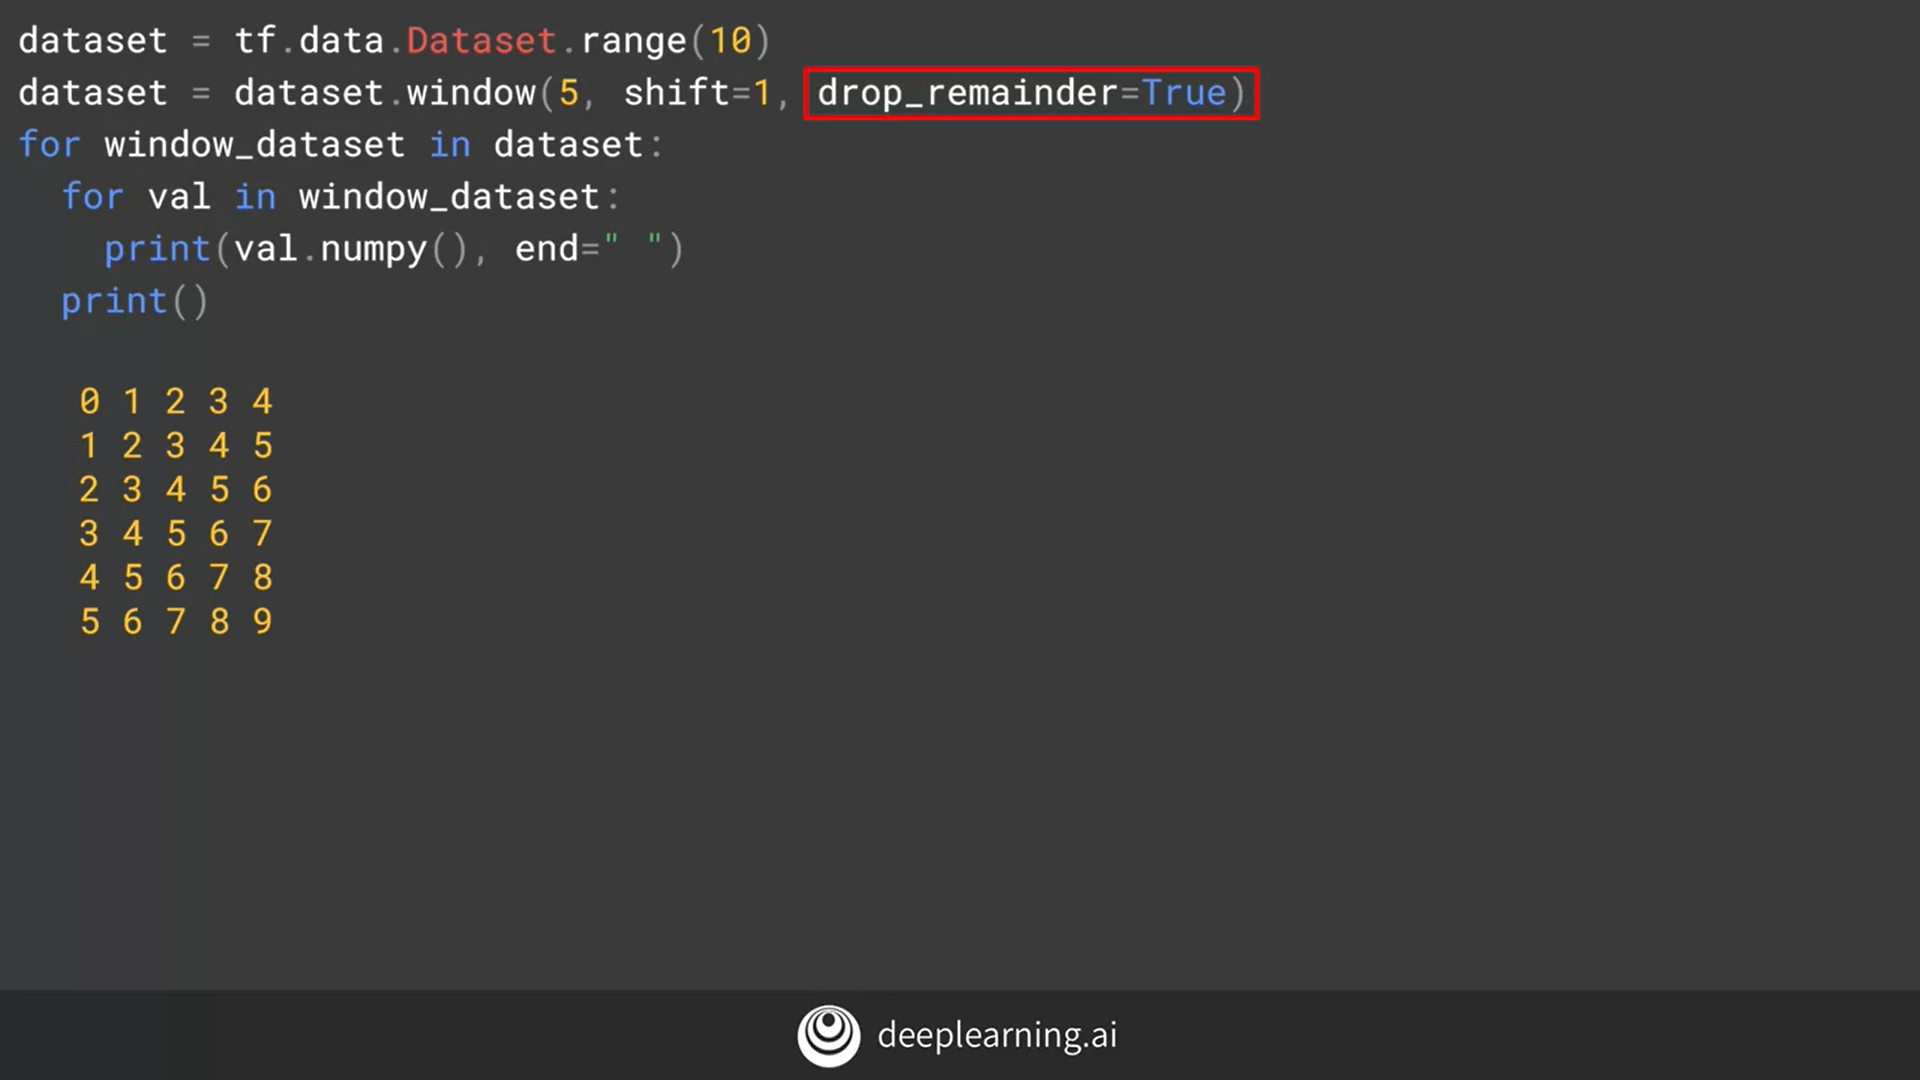 dataset = tf.data.Dataset.range(10)
dataset = dataset.window(5, shift=1, drop_remainder=True)
for window_dataset in dataset:
  for val in window_dataset:
    print(val.numpy(), end=" ")
  print()
0 1 2 3 4
1 2 3 4 5
2 3 4 5 6
3 4 5 6 7
4 5 6 7 8
5 6 7 8 9
deeplearning.ai